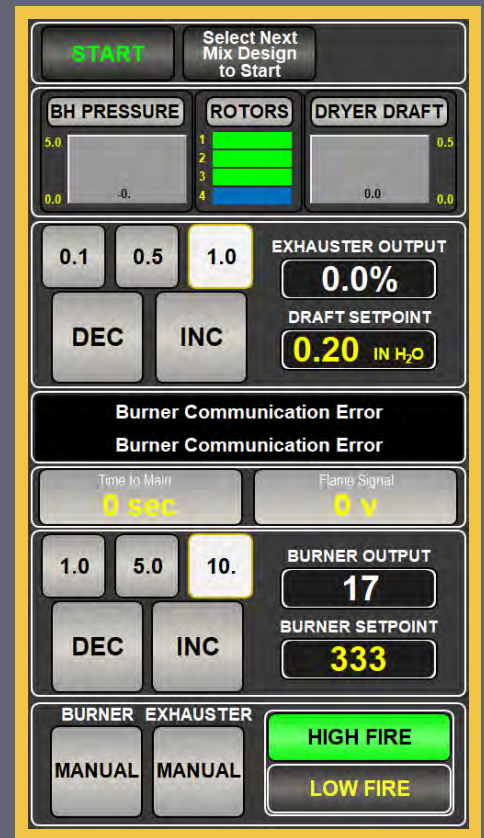 START
Select Next
Mix Design
to Start
BH PRESSURE
ROTORS
DRYER DRAFT
5.0
1
0.5
2
3
0.0
-0.
4
0.0
0.0
0.1
0.5
1.0
EXHAUSTER OUTPUT
0.0%
DEC
INC
DRAFT SETPOINT
0.20 IN H₂O
Burner Communication Error
Burner Communication Error
Time to Main
Flame Signal
0 sec
0 v
1.0
5.0
10.
BURNER OUTPUT
17
DEC
INC
BURNER SETPOINT
333
BURNER
EXHAUSTER
MANUAL
MANUAL
HIGH FIRE
LOW FIRE